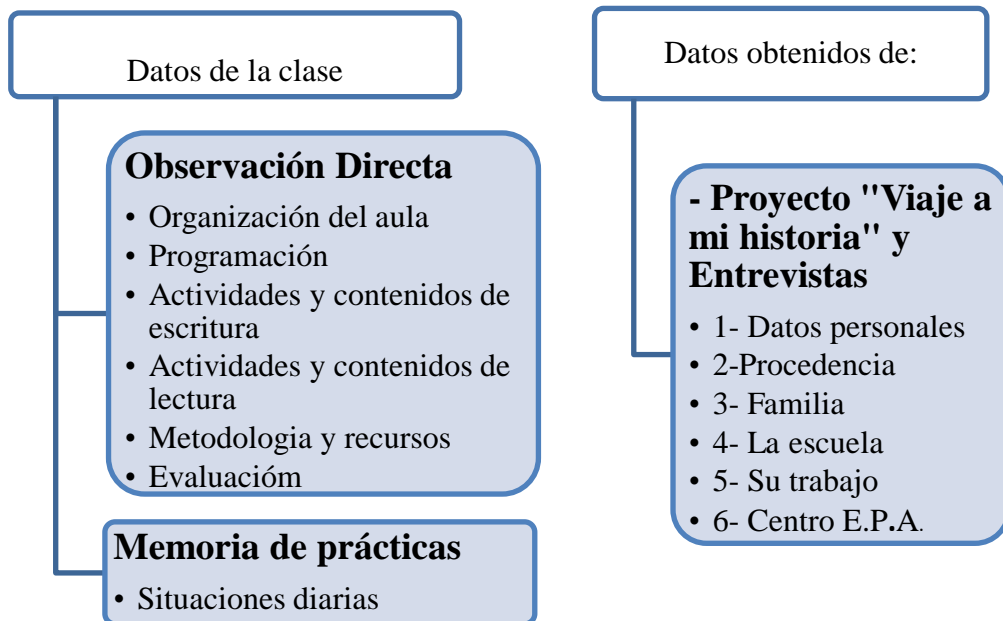 Datos de la clase
Observación Directa
• Organización del aula
• Programación
• Actividades y contenidos de
escritura
• Actividades y contenidos de
lectura
• Metodologia y recursos
• Evaluacióm
Memoria de prácticas
• Situaciones diarias
Datos obtenidos de:
- Proyecto "Viaje a
mi historia" y
Entrevistas
• 1- Datos personales
• 2-Procedencia
• 3- Familia
• 4- La escuela
• 5- Su trabajo
• 6- Centro E.P.A.